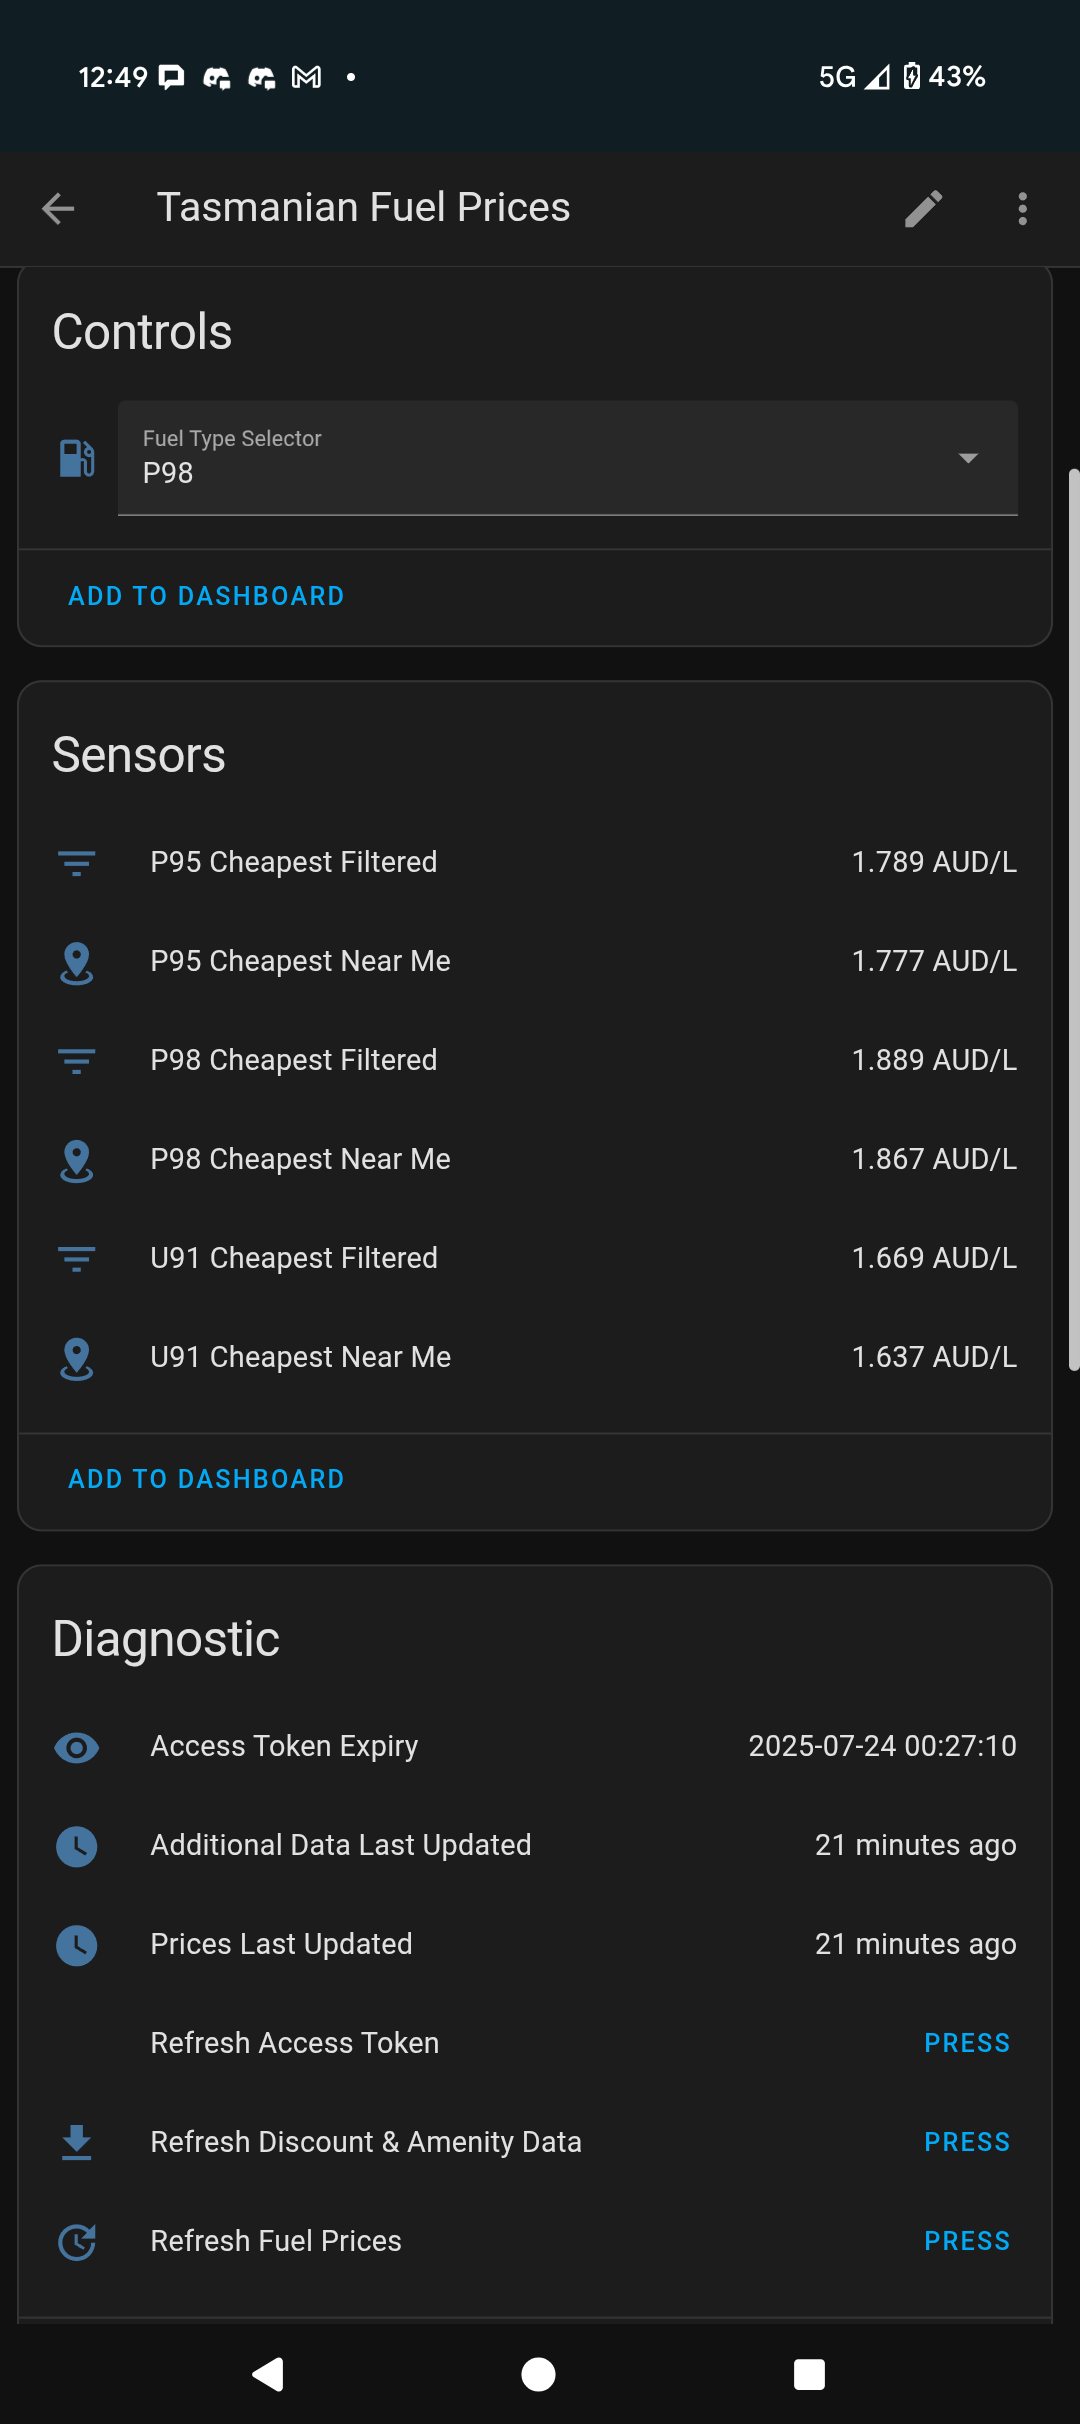 12:49 5G 43%
Tasmanian Fuel Prices
Controls
Fuel Type Selector
P98
ADD TO DASHBOARD
Sensors
P95 Cheapest Filtered 1.789 AUD/L
P95 Cheapest Near Me 1.777 AUD/L
P98 Cheapest Filtered 1.889 AUD/L
P98 Cheapest Near Me 1.867 AUD/L
U91 Cheapest Filtered 1.669 AUD/L
U91 Cheapest Near Me 1.637 AUD/L
ADD TO DASHBOARD
Diagnostic
Access Token Expiry 2025-07-24 00:27:10
Additional Data Last Updated 21 minutes ago
Prices Last Updated 21 minutes ago
Refresh Access Token PRESS
Refresh Discount & Amenity Data PRESS
Refresh Fuel Prices PRESS